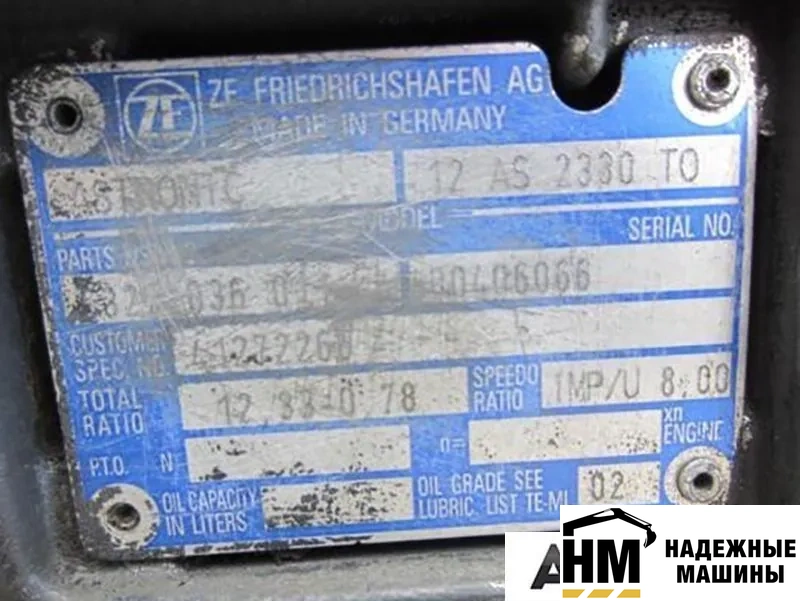 ZF
ZF FRIEDRICHSHAFEN AG
MADE IN GERMANY
12 AS 2330 TO
MODEL
SERIAL NO.
PARTS
036
CUSTOMER
SPEC. NO.
TOTAL
RATIO
12,33-0,78
SPEEDO
RATIO
IMP/U 8.00
P.T.O. N
n=
xn
ENGINE
OIL CAPACITY
IN LITERS
OIL GRADE SEE
LUBRIC. LIST TE-ML
02
АНМ
НАДЕЖНЫЕ
МАШИНЫ